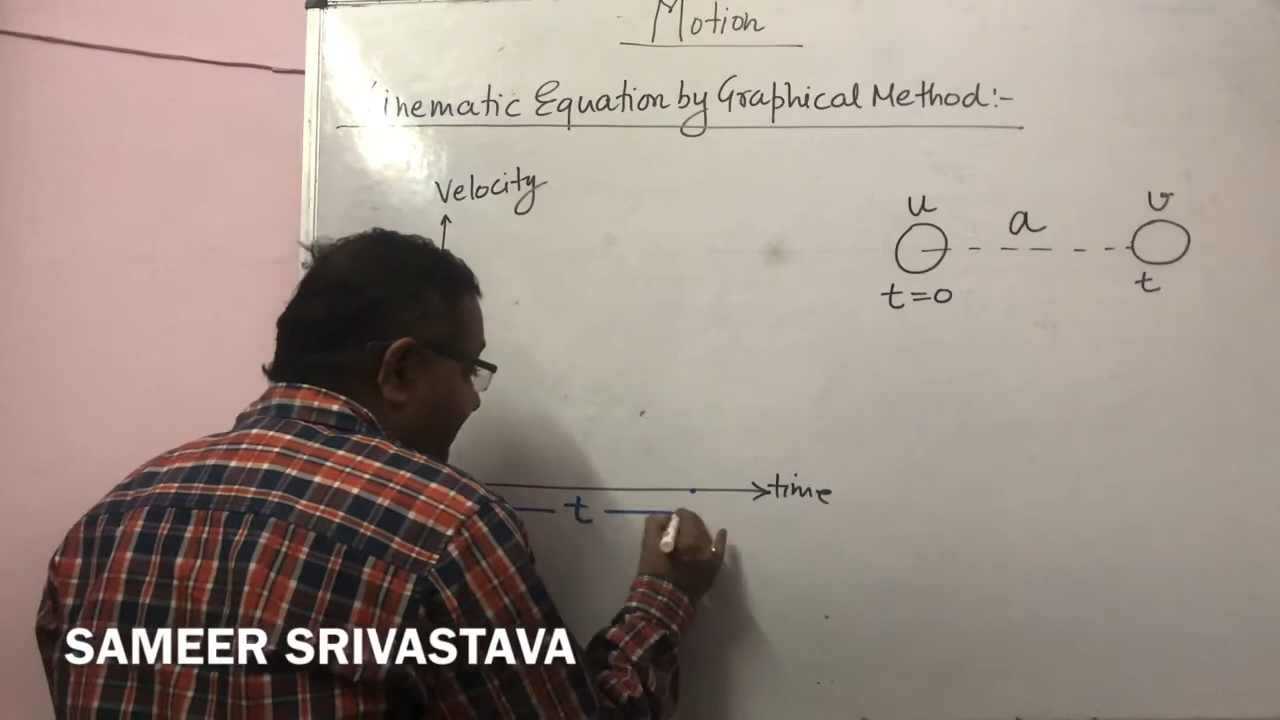 Motion
inematic Equation by Graphical Method:-
Velocity
u
a
v
t=0
t
time
t
SAMEER SRIVASTAVA